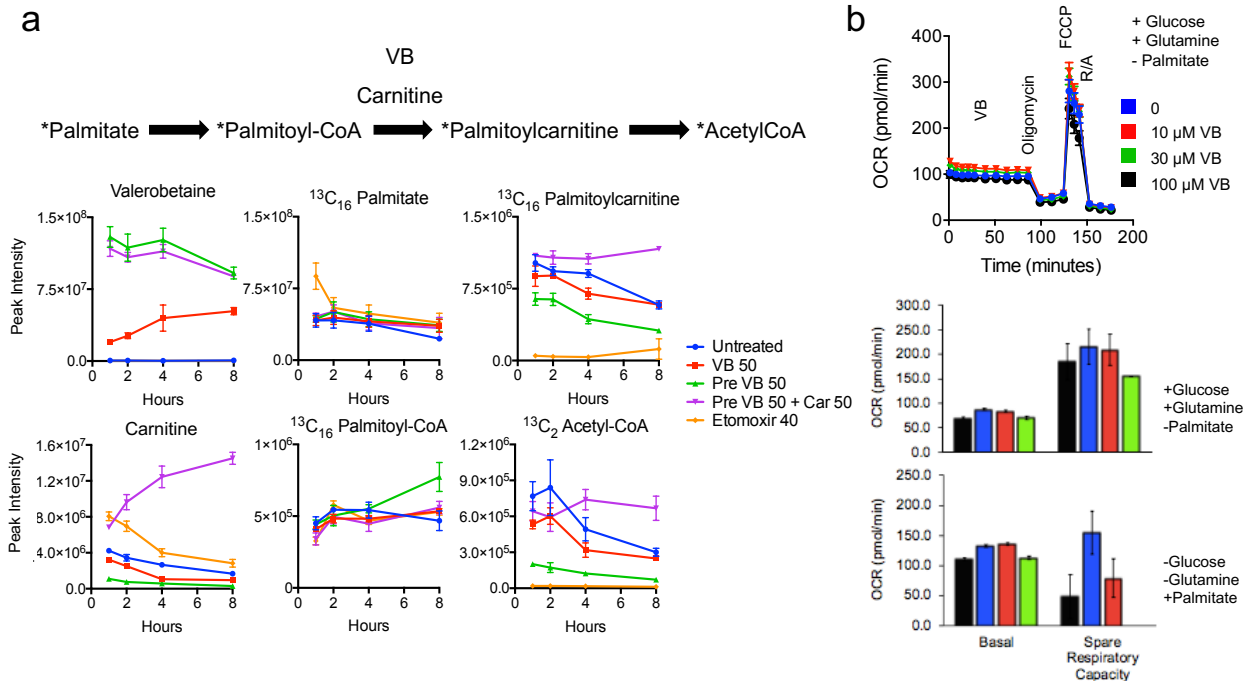 a
VB
Carnitine
*Palmitate *Palmitoyl-CoA *Palmitoylcarnitine *AcetylCoA
Valerobetaine
1.5×10⁸
7.5×10⁷
0.0
Peak Intensity
0 2 4 6 8
Hours
¹³C₁₆ Palmitate
1.5×10⁸
7.5×10⁷
0.0
0 2 4 6 8
Hours
¹³C₁₆ Palmitoylcarnitine
1.5×10⁶
7.5×10⁵
0.0
0 2 4 6 8
Hours
Untreated
VB 50
Pre VB 50
Pre VB 50 + Car 50
Etomoxir 40
Carnitine
1.6×10⁷
1.2×10⁷
8.0×10⁶
4.0×10⁶
0.0
Peak Intensity
0 2 4 6 8
Hours
¹³C₁₆ Palmitoyl-CoA
1×10⁶
5×10⁵
0.0
0 2 4 6 8
Hours
¹³C₂ Acetyl-CoA
1.2×10⁶
9.0×10⁵
6.0×10⁵
3.0×10⁵
0.0
0 2 4 6 8
Hours
b
400
300
200
100
0
OCR (pmol/min)
VB
Oligomycin
FCCP
R/A
0 50 100 150 200
Time (minutes)
+ Glucose
+ Glutamine
- Palmitate
0
10 µM VB
30 µM VB
100 µM VB
300.0
250.0
200.0
150.0
100.0
50.0
0.0
OCR (pmol/min)
+Glucose
+Glutamine
-Palmitate
250.0
200.0
150.0
100.0
50.0
0.0
OCR (pmol/min)
-Glucose
-Glutamine
+Palmitate
Basal
Spare
Respiratory
Capacity